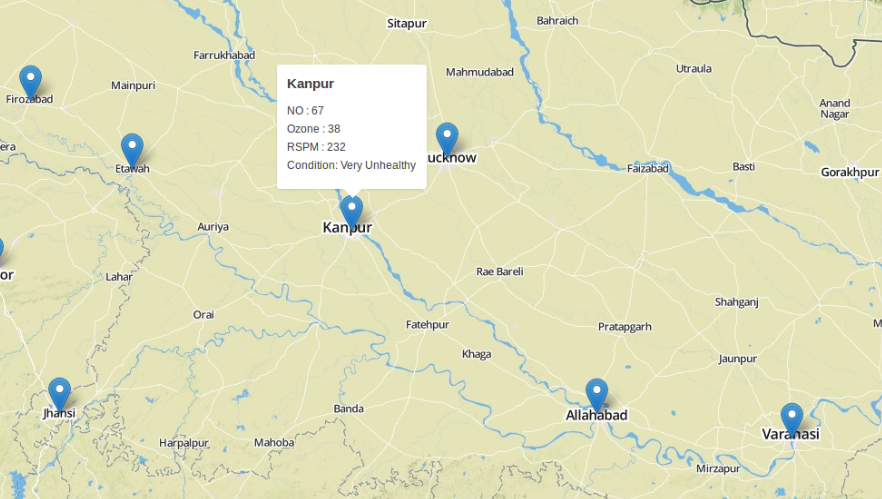 Sitapur
Bahraich
Farrukhabad
Mahmudabad
Utraula
Firozabad
Mainpuri
Kanpur
NO : 67
Ozone : 38
RSPM : 232
Condition: Very Unhealthy
Anand
Nagar
era
Etawah
ucknow
Faizabad
Basti
Gorakhpur
Auriya
Kanpur
or
Lahar
Rae Bareli
Orai
Shahganj
Fatehpur
Pratapgarh
M
Khaga
Jaunpur
Jhansi
Banda
Allahabad
Harpalpur
Mahoba
Varanasi
Mirzapur